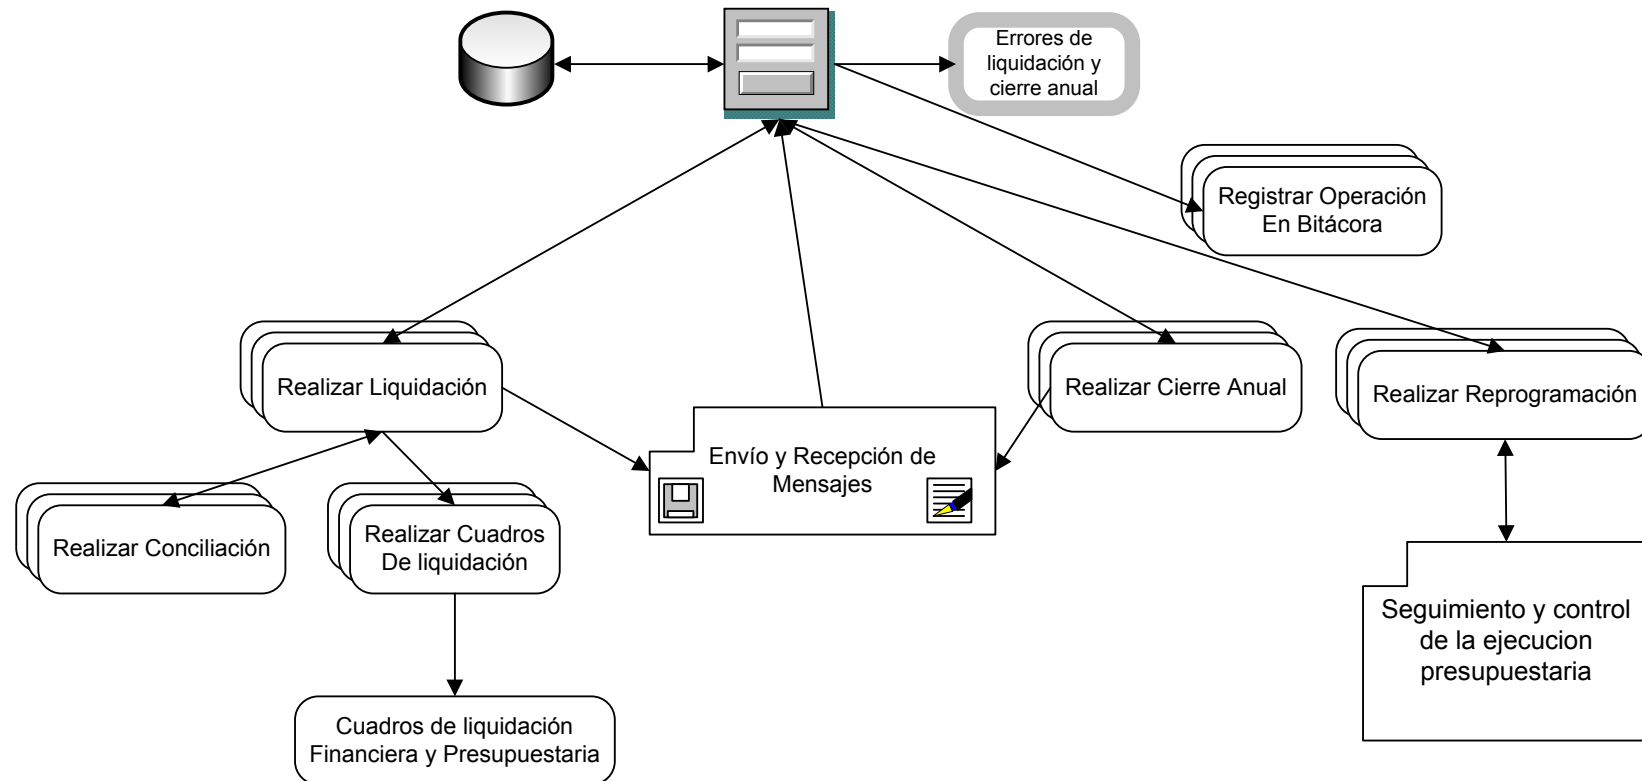 Errores de
liquidación y
cierre anual
Registrar Operación
En Bitácora
Realizar Liquidación
Realizar Cierre Anual
Realizar Reprogramación
Envío y Recepción de
Mensajes
Realizar Conciliación
Realizar Cuadros
De liquidación
Seguimiento y control
de la ejecucion
presupuestaria
Cuadros de liquidación
Financiera y Presupuestaria